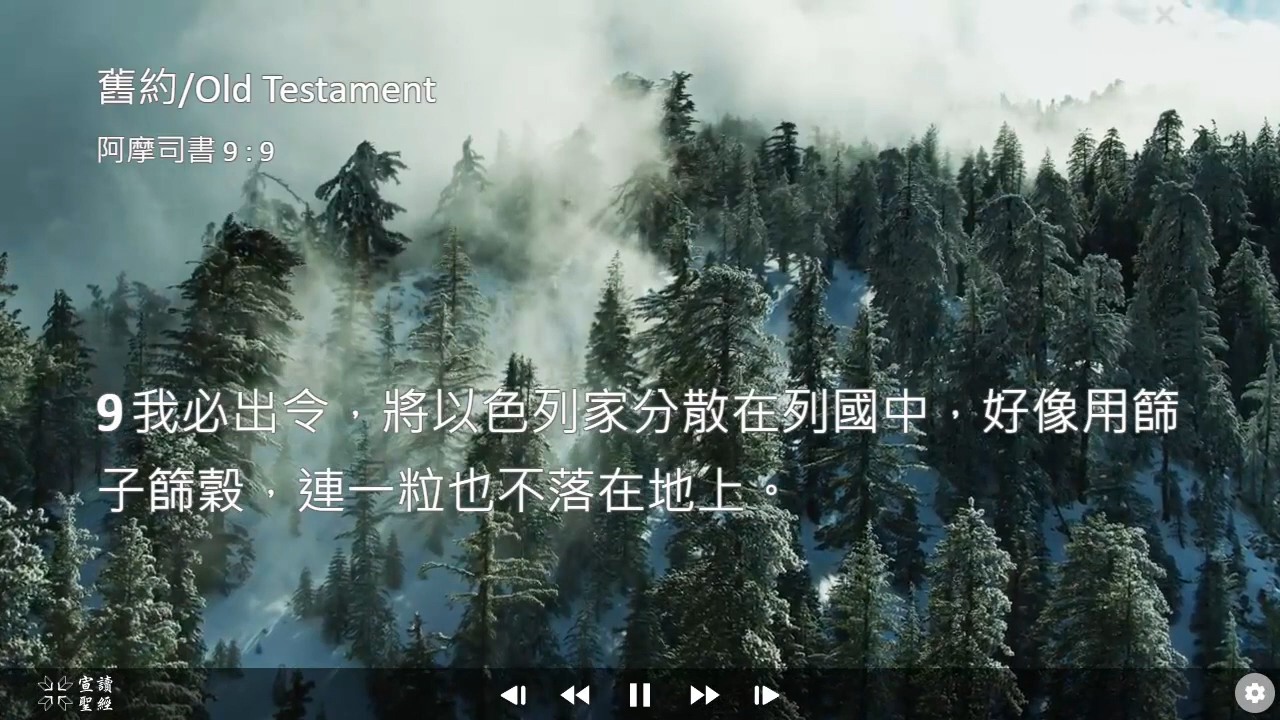 舊約/Old Testament
阿摩司書 9 : 9
9 我必出令，將以色列家分散在列國中，好像用篩
子篩穀，連一粒也不落在地上。
宣讀
聖經